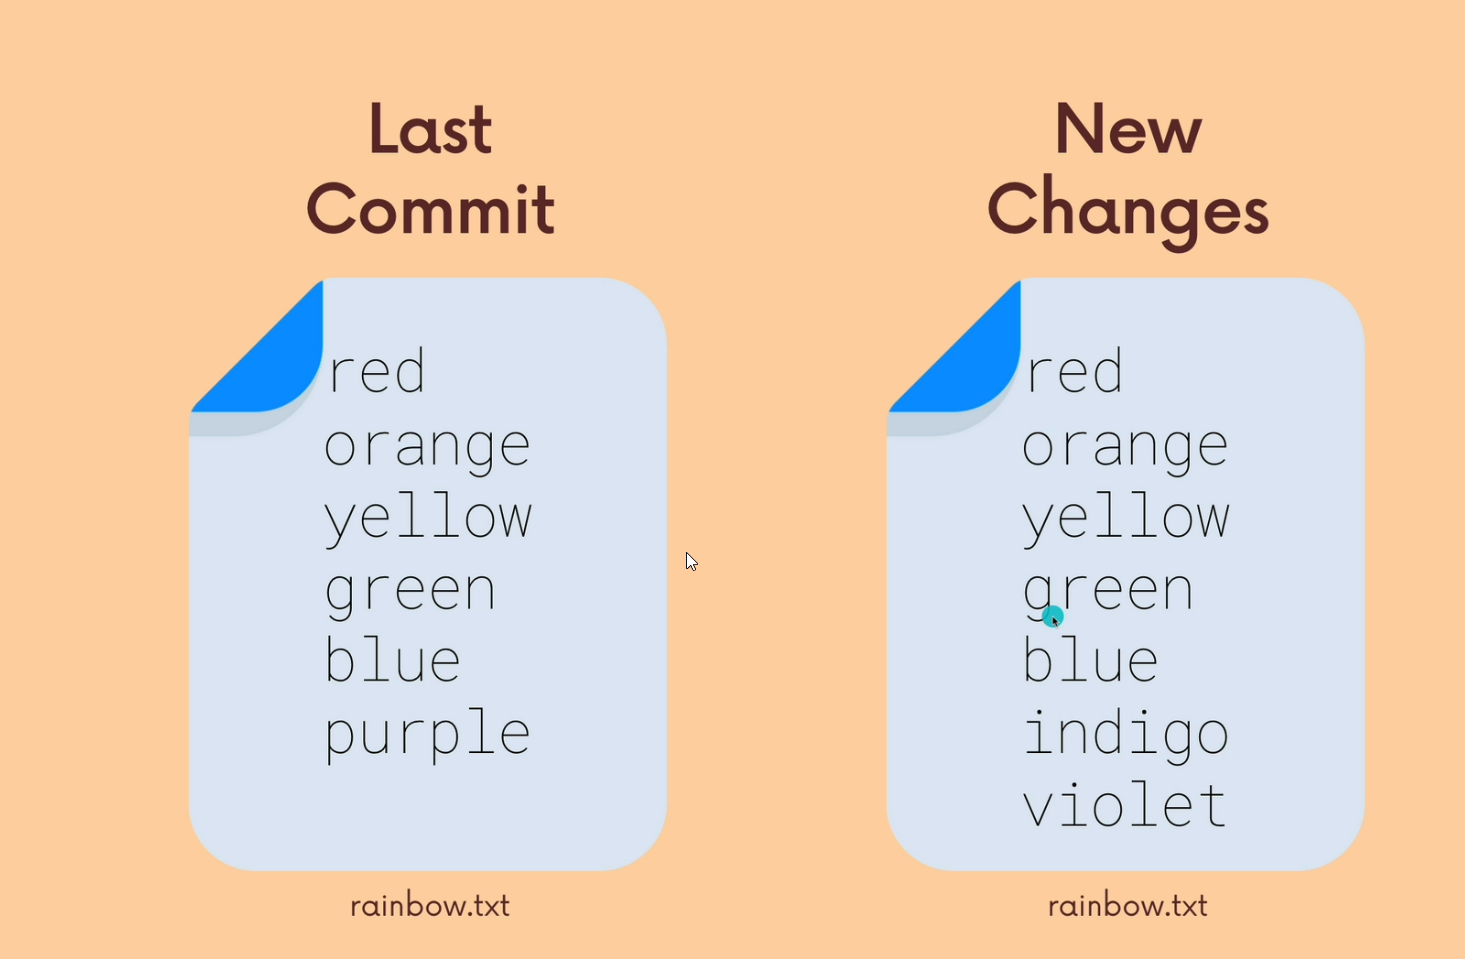 Last
Commit
red
orange
yellow
green
blue
purple
rainbow.txt
New
Changes
red
orange
yellow
green
blue
indigo
violet
rainbow.txt